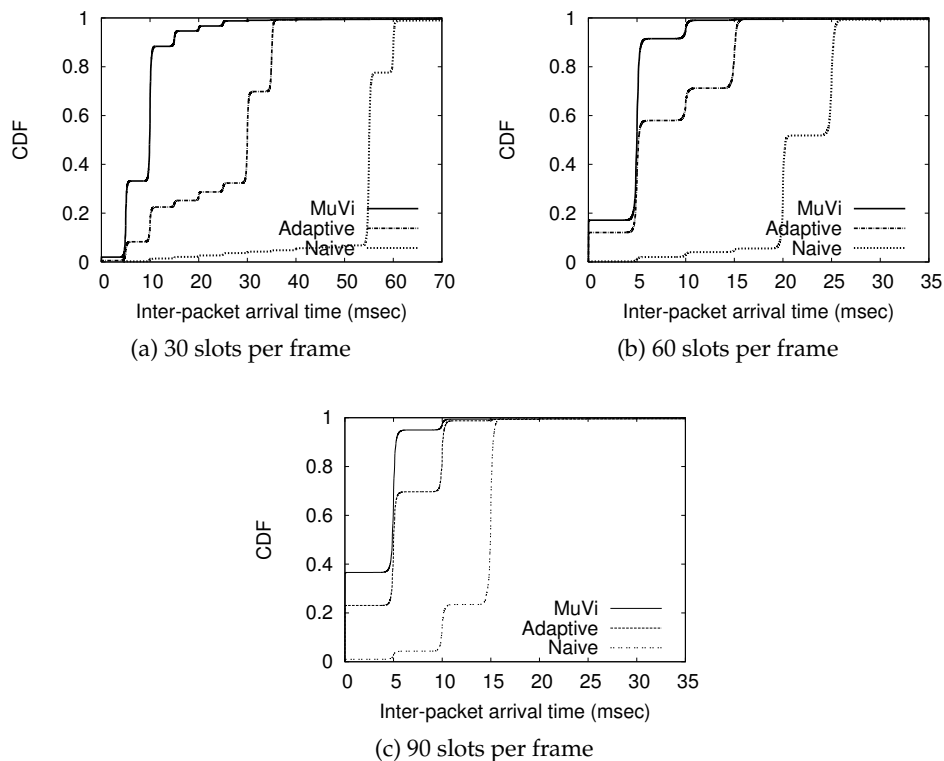 1
0.8
0.6
0.4
0.2
0
CDF
MuVi
Adaptive
Naive
0 10 20 30 40 50 60 70
Inter-packet arrival time (msec)
(a) 30 slots per frame
1
0.8
0.6
0.4
0.2
0
CDF
MuVi
Adaptive
Naive
0 5 10 15 20 25 30 35
Inter-packet arrival time (msec)
(b) 60 slots per frame
1
0.8
0.6
0.4
0.2
0
CDF
MuVi
Adaptive
Naive
0 5 10 15 20 25 30 35
Inter-packet arrival time (msec)
(c) 90 slots per frame